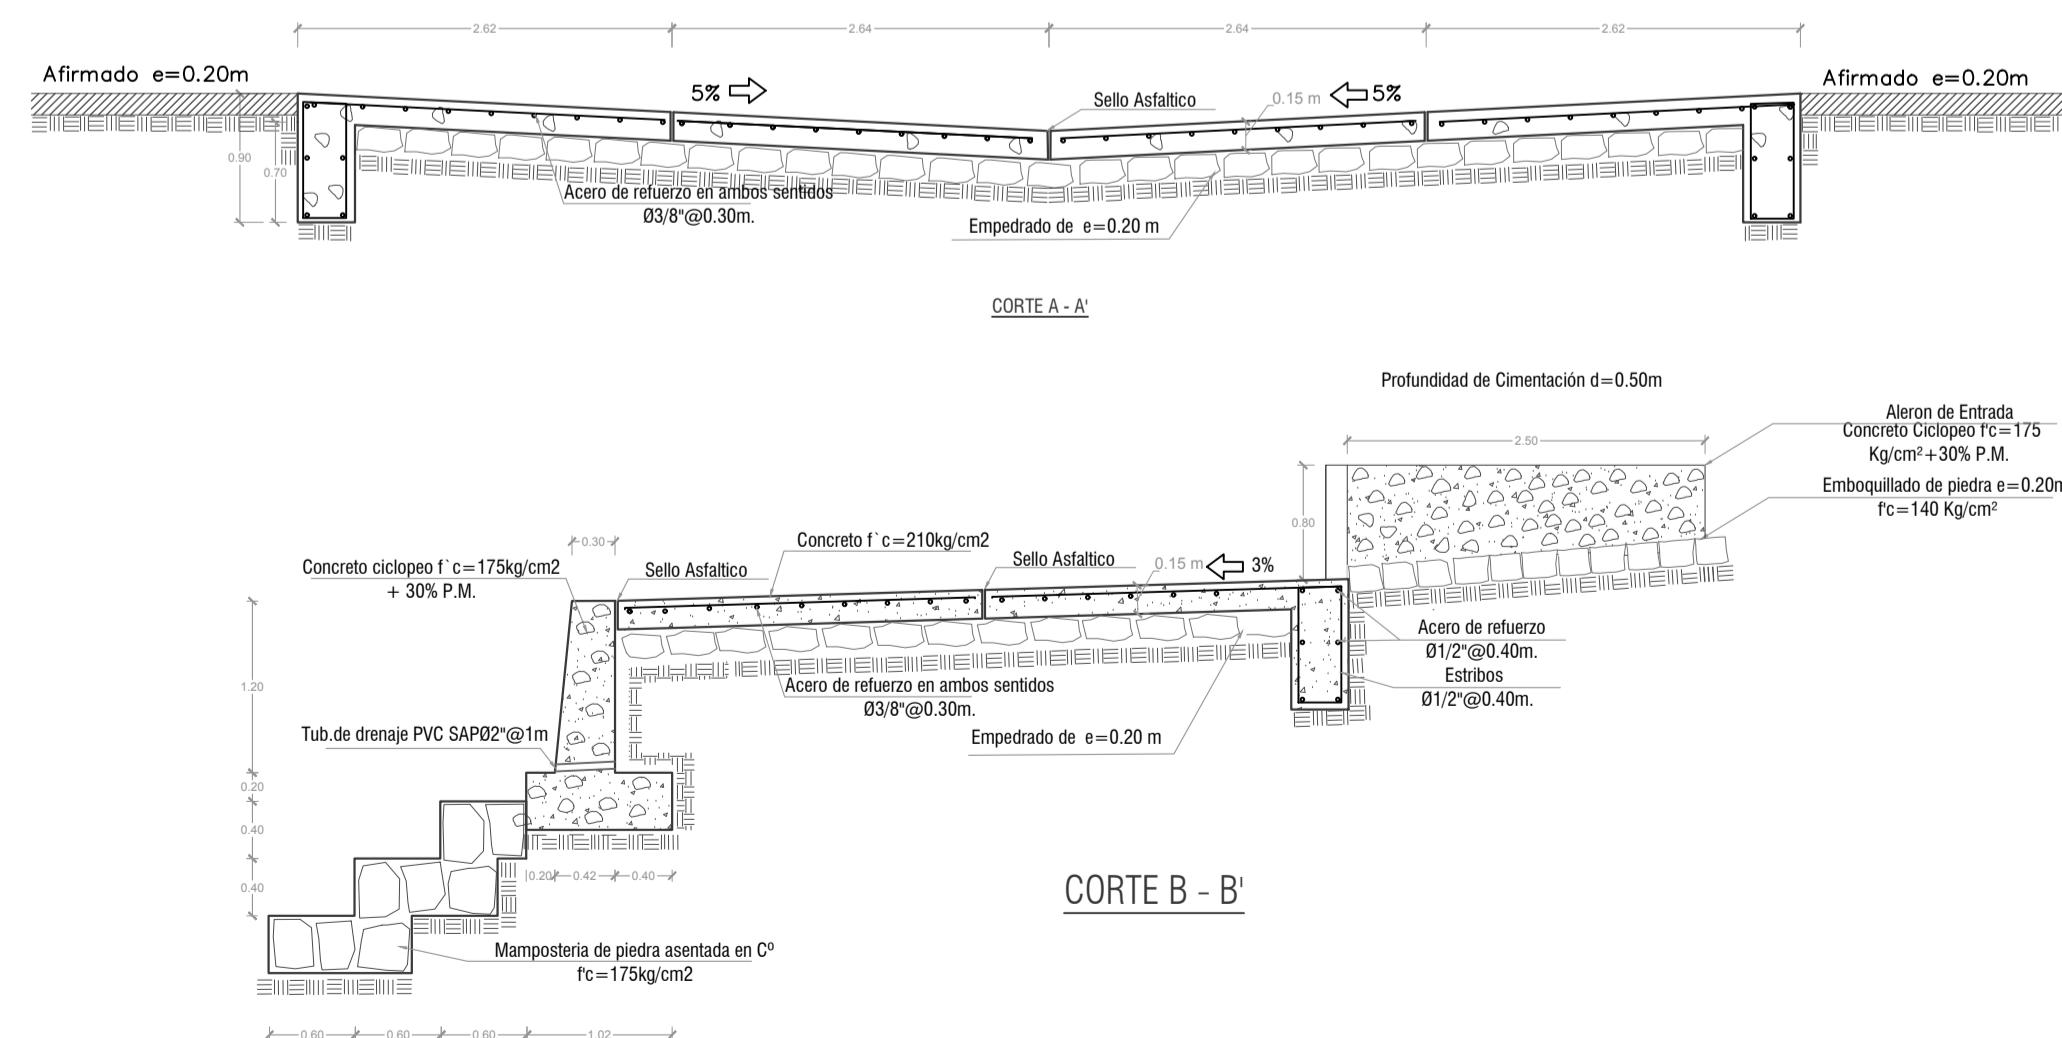 2.62
2.64
2.64
2.62
Afirmado e=0.20m
Afirmado e=0.20m
5%
5%
Sello Asfaltico
0.15 m
0.90
0.70
Acero de refuerzo en ambos sentidos
Ø3/8"@0.30m.
Empedrado de e=0.20 m
CORTE A - A'
Profundidad de Cimentación d=0.50m
Aleron de Entrada
Concreto Ciclopeo f'c=175
Kg/cm²+30% P.M.
2.50
Emboquillado de piedra e=0.20m
f'c=140 Kg/cm²
0.80
0.30
Concreto f`c=210kg/cm2
Concreto ciclopeo f`c=175kg/cm2
+ 30% P.M.
Sello Asfaltico
Sello Asfaltico
0.15 m
3%
Acero de refuerzo
Ø1/2"@0.40m.
Estribos
Ø1/2"@0.40m.
1.20
Acero de refuerzo en ambos sentidos
Ø3/8"@0.30m.
Tub.de drenaje PVC SAPØ2"@1m
Empedrado de e=0.20 m
0.20
0.40
0.40
0.20
0.42
0.40
CORTE B - B'
Mamposteria de piedra asentada en Cº
f'c=175kg/cm2
0.60
0.60
0.60
1.02